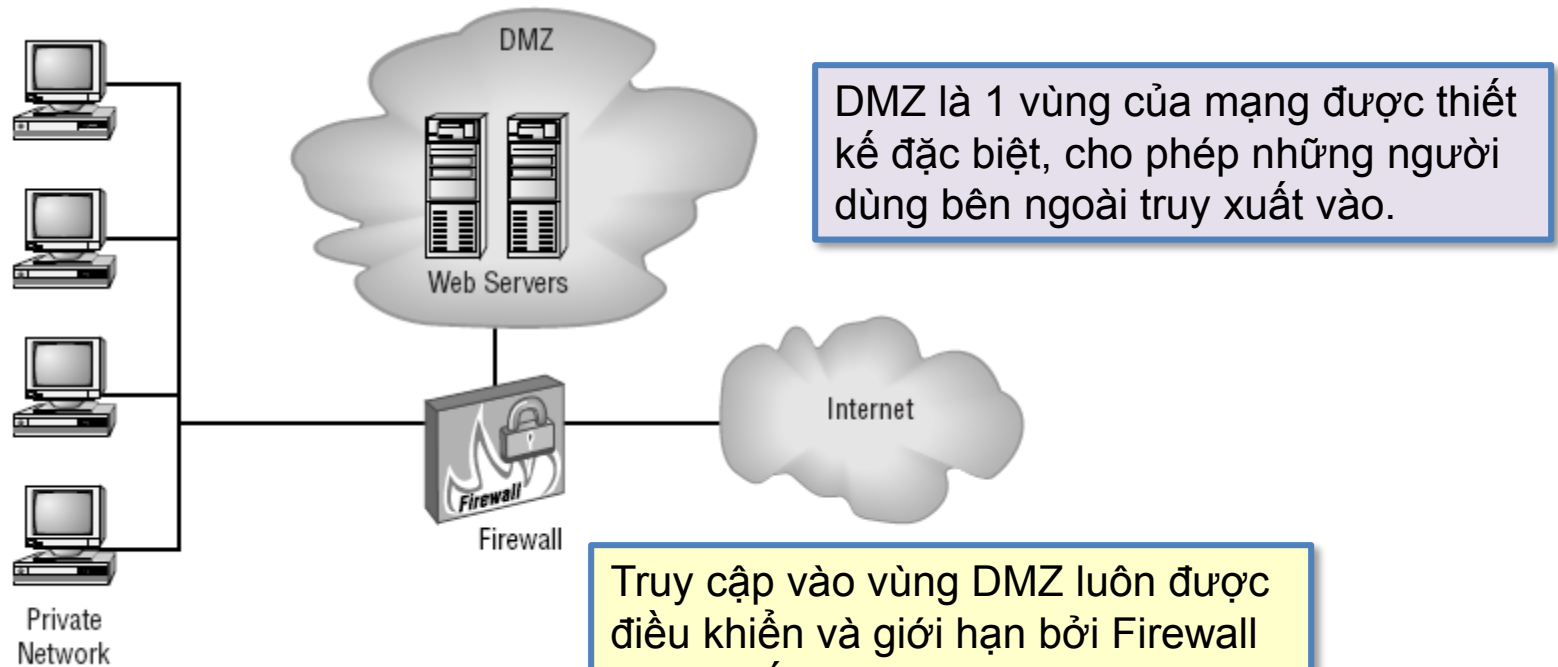 DMZ
Web Servers
DMZ là 1 vùng của mạng được thiết
kế đặc biệt, cho phép những người
dùng bên ngoài truy xuất vào.
Internet
Firewall
Firewall
Private
Network
Truy cập vào vùng DMZ luôn được
điều khiển và giới hạn bởi Firewall